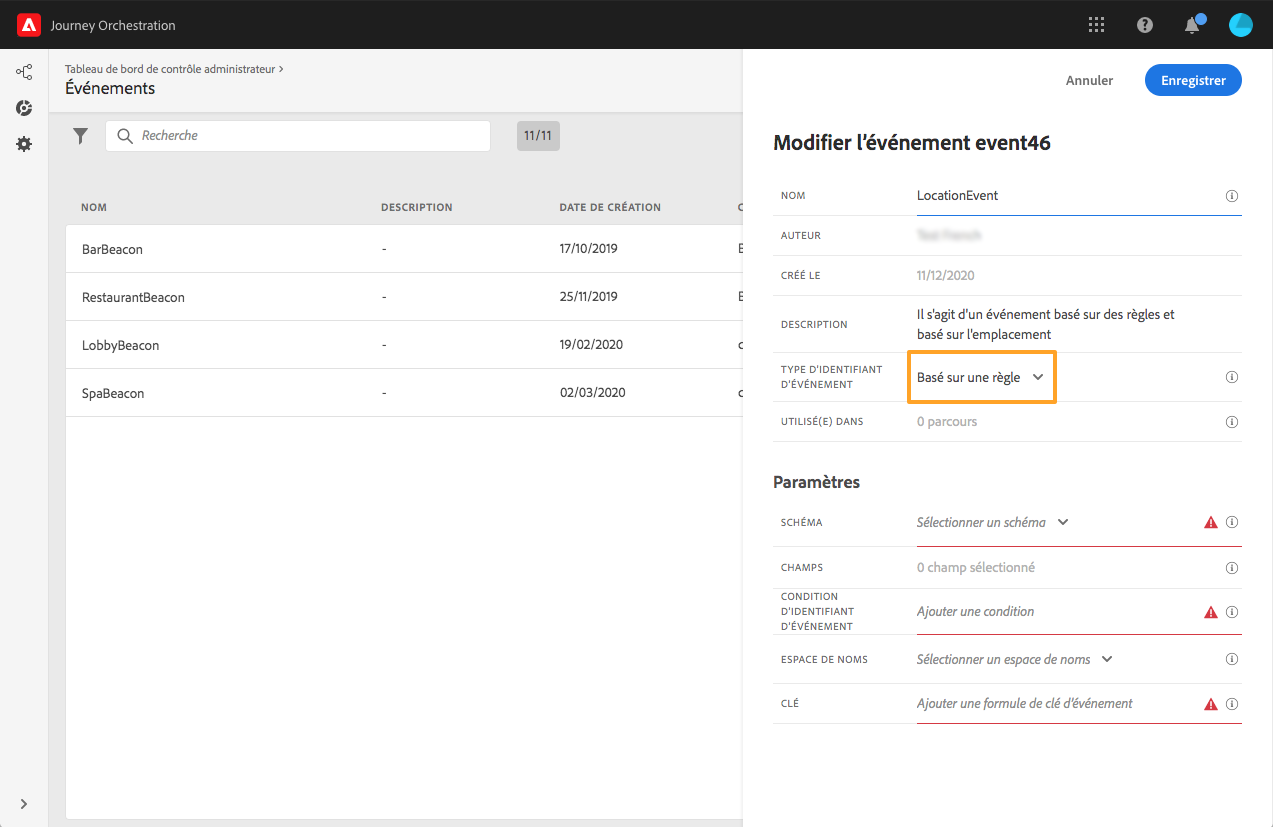 Journey Orchestration
Tableau de bord de contrôle administrateur
Événements
Recherche
11/11
NOM
DESCRIPTION
DATE DE CRÉATION
BarBeacon
-
17/10/2019
RestaurantBeacon
-
25/11/2019
LobbyBeacon
-
19/02/2020
SpaBeacon
-
02/03/2020
Annuler
Enregistrer
Modifier l’événement event46
NOM
LocationEvent
AUTEUR
CRÉÉ LE
11/12/2020
DESCRIPTION
Il s'agit d'un événement basé sur des règles et
basé sur l'emplacement
TYPE D'IDENTIFIANT
D'ÉVÉNEMENT
Basé sur une règle
UTILISÉ(E) DANS
0 parcours
Paramètres
SCHÉMA
Sélectionner un schéma
CHAMPS
0 champ sélectionné
CONDITION
D'IDENTIFIANT
D'ÉVÉNEMENT
Ajouter une condition
ESPACE DE NOMS
Sélectionner un espace de noms
CLÉ
Ajouter une formule de clé d'événement